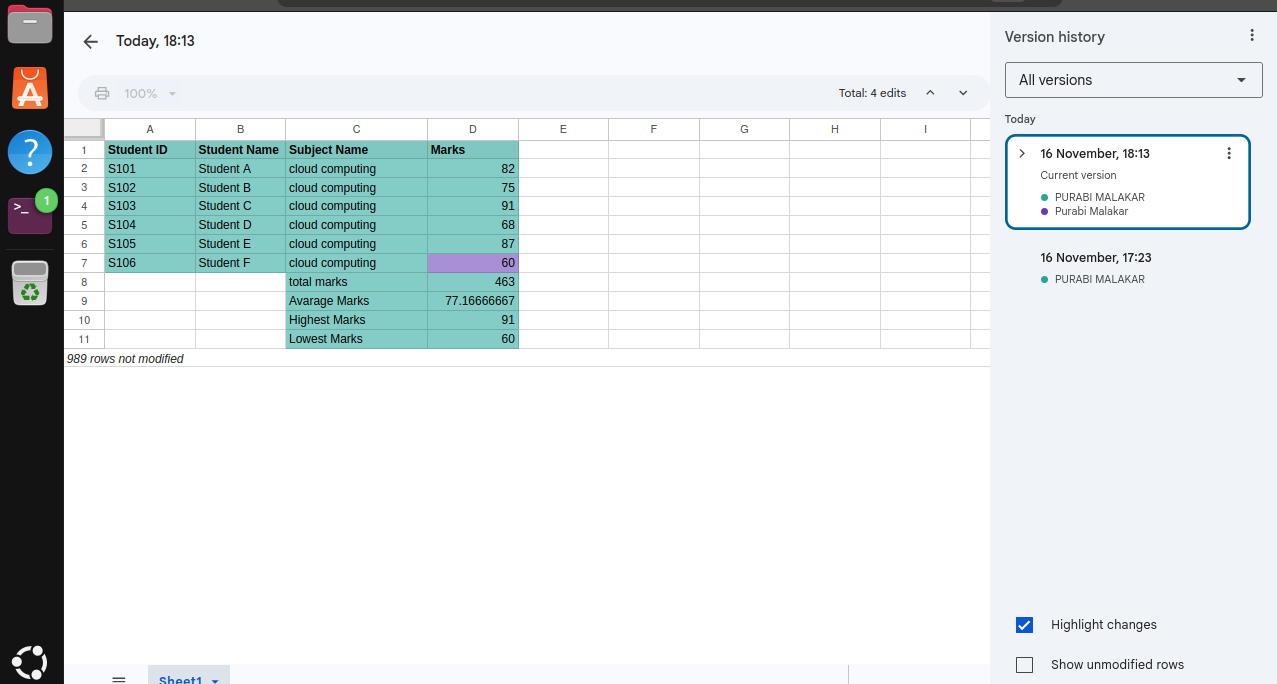 Today, 18:13
100%
Total: 4 edits
A B C D E F G H I
1 Student ID Student Name Subject Name Marks
2 S101 Student A cloud computing 82
3 S102 Student B cloud computing 75
4 S103 Student C cloud computing 91
5 S104 Student D cloud computing 68
6 S105 Student E cloud computing 87
7 S106 Student F cloud computing 60
8 total marks 463
9 Avarage Marks 77.16666667
10 Highest Marks 91
11 Lowest Marks 60
989 rows not modified
Sheet1
Version history
All versions
Today
16 November, 18:13
Current version
PURABI MALAKAR
Purabi Malakar
16 November, 17:23
PURABI MALAKAR
Highlight changes
Show unmodified rows
?
>_
1
A